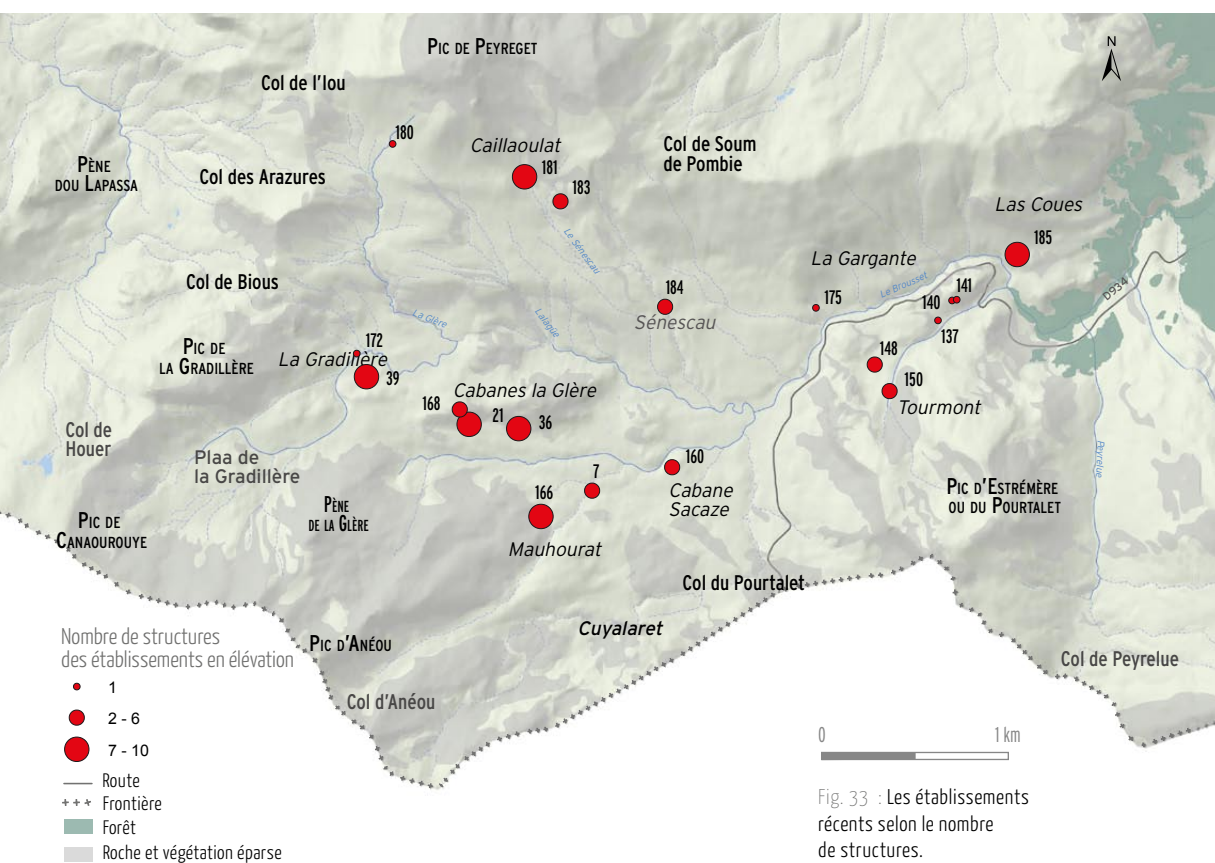 PIC DE PEYREGET
N
Col de l'Iou
180
Caillaoulat
181
183
Col de Soum
de Pombie
PÈNE
DOU LAPASSA
Col des Arazures
Las Coues
185
Le Sénescau
La Gargante
Col de Bious
Le Brousset
D934
184
Sénescau
175
140
141
137
La Glère
Lalagüe
PIC DE
LA GRADILLÈRE
172
La Gradillère
39
148
150
Tourmont
Cabanes la Glère
168
21
36
Col de
Houer
Plaa de
la Gradillère
Peyrelue
7
160
Cabane
Sacaze
PIC D'ESTRÉMÈRE
OU DU POURTALET
PÈNE
DE LA GLÈRE
166
Mauhourat
PIC DE
CANAOUROUYE
Col du Pourtalet
Cuyalaret
PIC D'ANÉOU
Col d'Anéou
Col de Peyrelue
Nombre de structures
des établissements en élévation
1
2 - 6
7 - 10
Route
Frontière
Forêt
Roche et végétation éparse
0 1 km
Fig. 33 : Les établissements
récents selon le nombre
de structures.